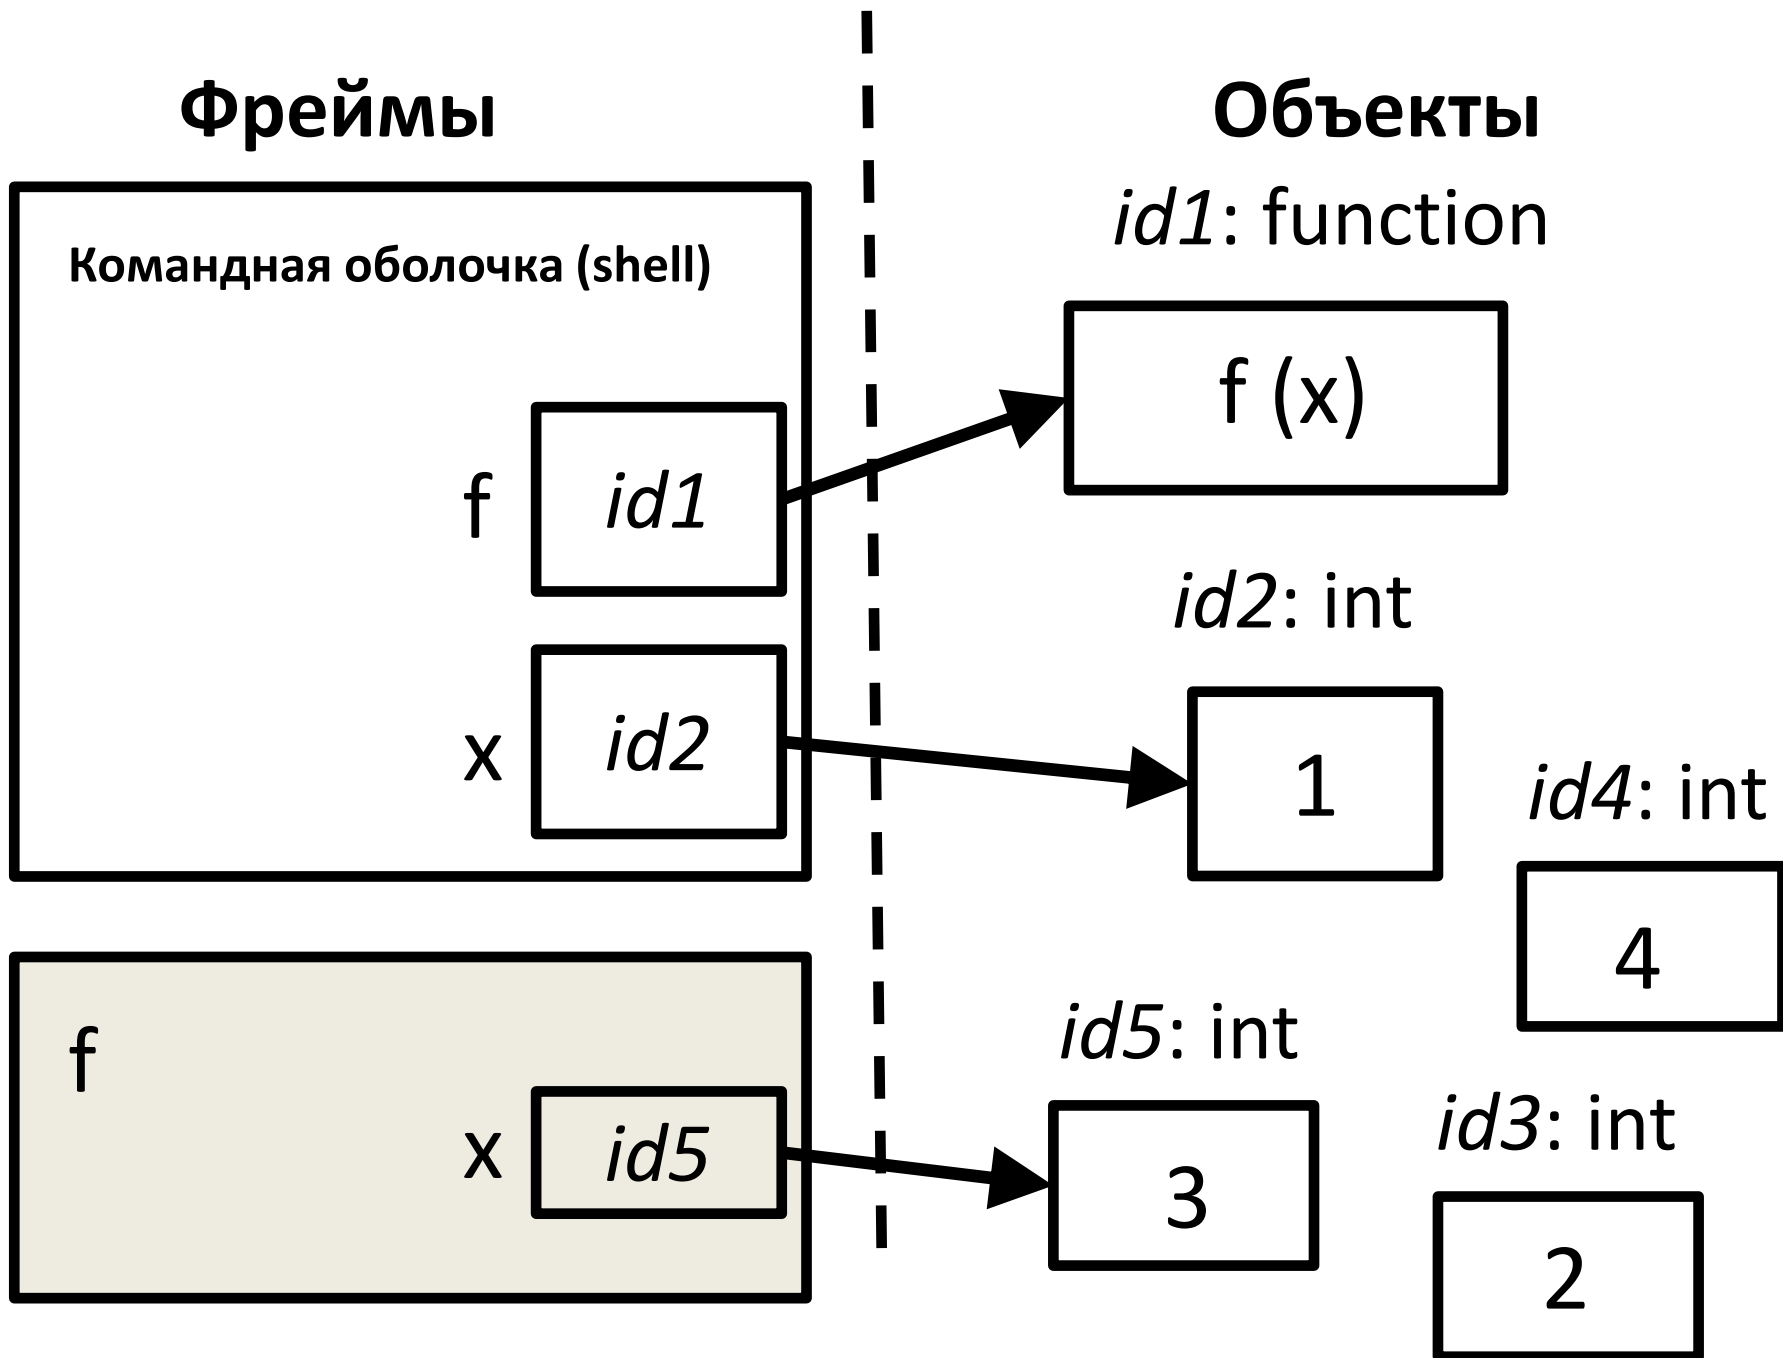 Фреймы
Командная оболочка (shell)
f id1
x id2
f
x id5
Объекты
id1: function
f (x)
id2: int
1
id4: int
4
id5: int
3
id3: int
2